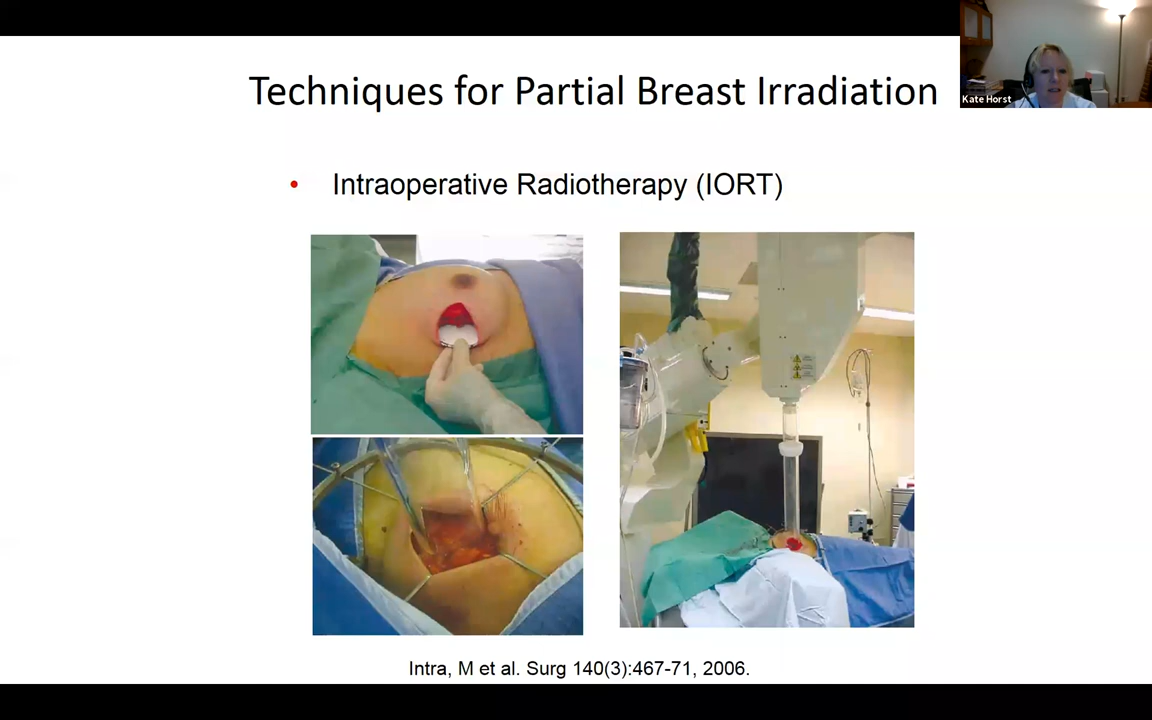 Techniques for Partial Breast Irradiation
Kate Horst
• Intraoperative Radiotherapy (IORT)
Intra, M et al. Surg 140(3):467-71, 2006.